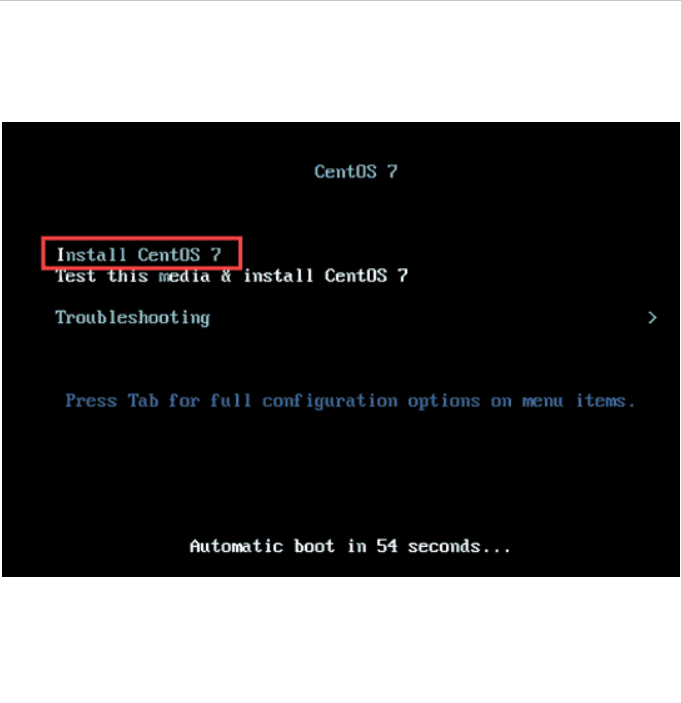 CentOS 7
Install CentOS 7
Test this media & install CentOS 7
Troubleshooting >
Press Tab for full configuration options on menu items.
Automatic boot in 54 seconds...